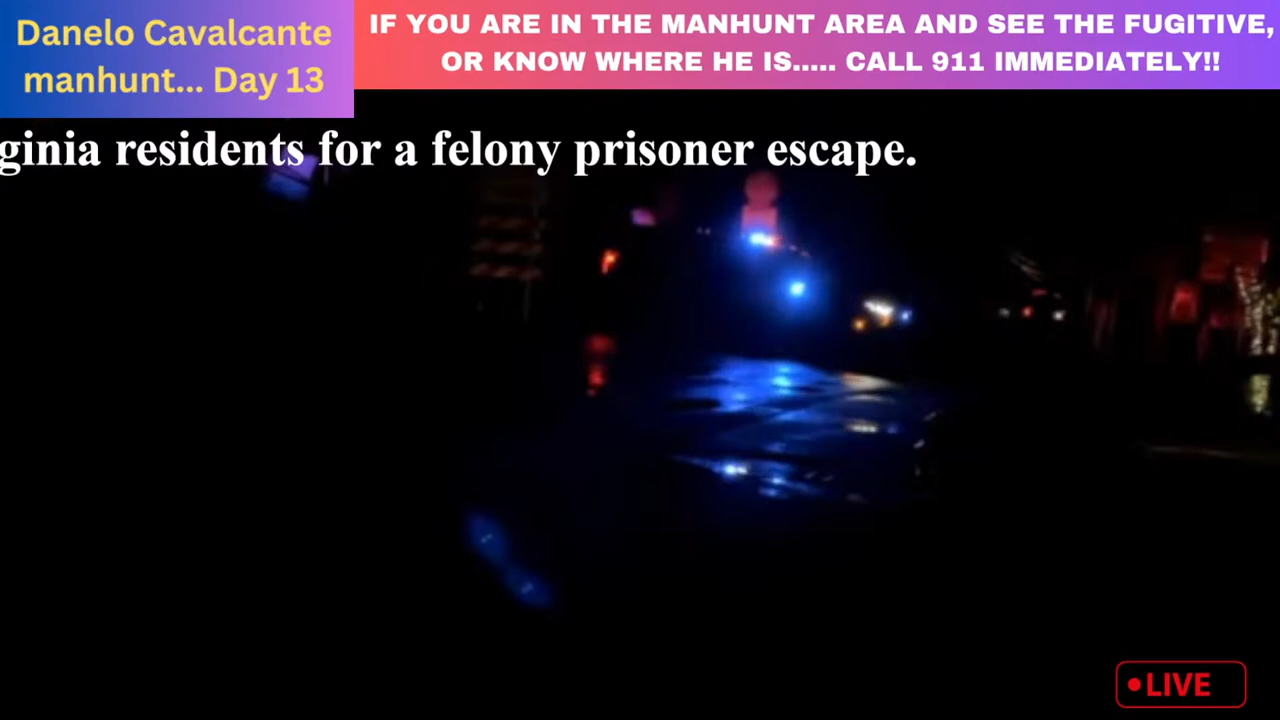 Danelo Cavalcante
manhunt... Day 13
IF YOU ARE IN THE MANHUNT AREA AND SEE THE FUGITIVE,
OR KNOW WHERE HE IS..... CALL 911 IMMEDIATELY!!
ginia residents for a felony prisoner escape.
LIVE